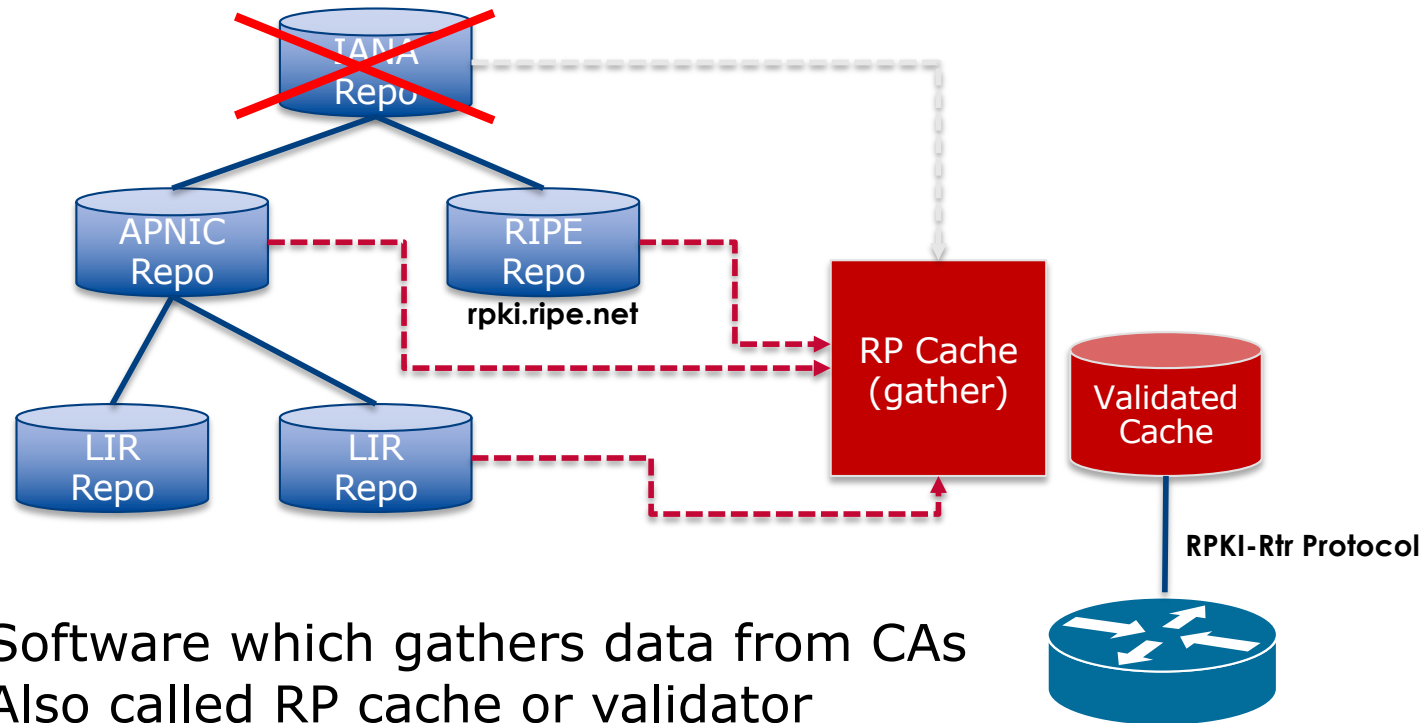 IANA
Repo
APNIC
Repo
RIPE
Repo
rpki.ripe.net
RP Cache
(gather)
Validated
Cache
LIR
Repo
LIR
Repo
RPKI-Rtr Protocol
Software which gathers data from CAs
Also called RP cache or validator